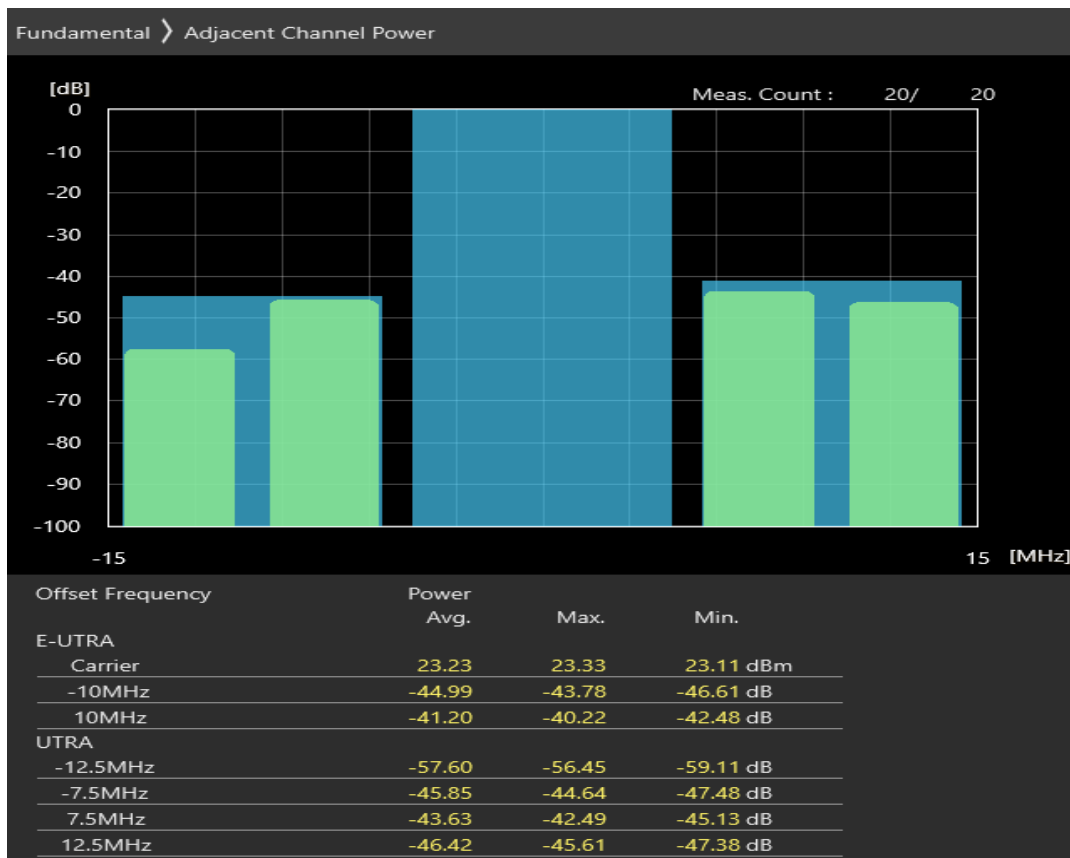 Fundamental 〉 Adjacent Channel Power
[dB]
Meas. Count : 20/ 20
0
-10
-20
-30
-40
-50
-60
-70
-80
-90
-100
-15 15 [MHz]
Offset Frequency Power
Avg. Max. Min.
E-UTRA
Carrier 23.23 23.33 23.11 dBm
-10MHz -44.99 -43.78 -46.61 dB
10MHz -41.20 -40.22 -42.48 dB
UTRA
-12.5MHz -57.60 -56.45 -59.11 dB
-7.5MHz -45.85 -44.64 -47.48 dB
7.5MHz -43.63 -42.49 -45.13 dB
12.5MHz -46.42 -45.61 -47.38 dB